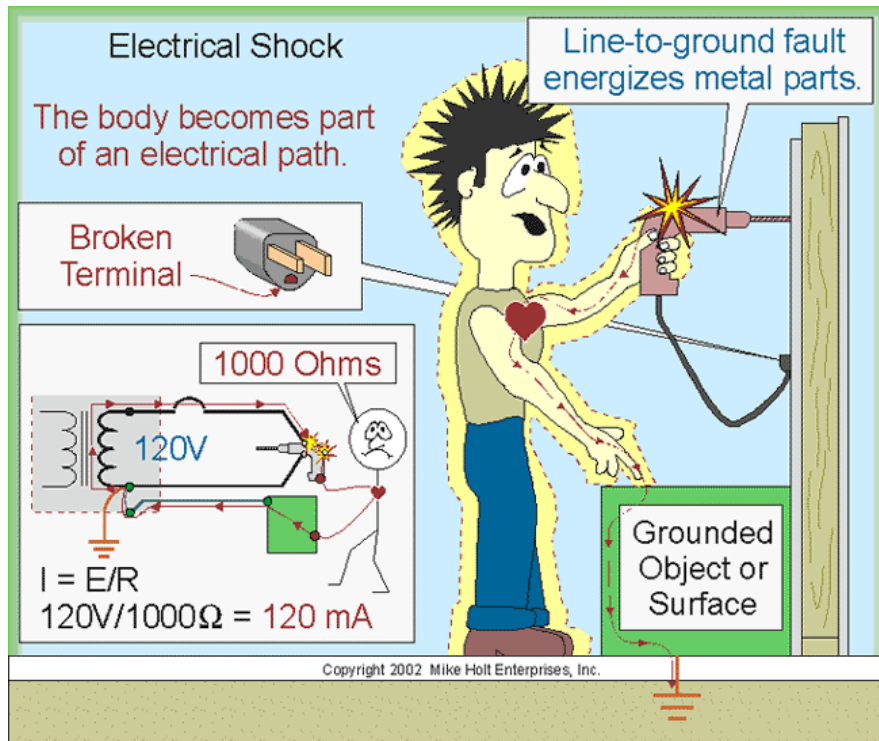 Electrical Shock
The body becomes part
of an electrical path.
Line-to-ground fault
energizes metal parts.
Broken
Terminal
1000 Ohms
120V
I = E/R
120V/1000Ω = 120 mA
Grounded
Object or
Surface
Copyright 2002 Mike Holt Enterprises, Inc.